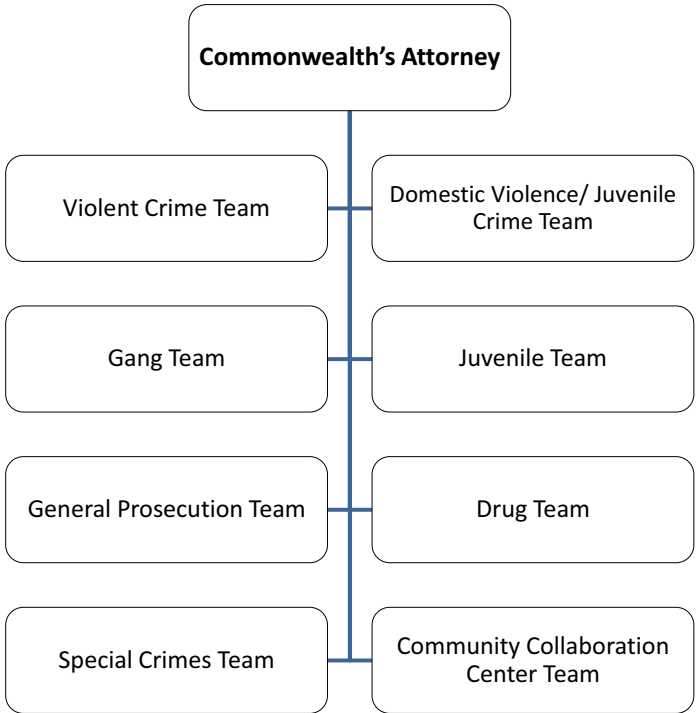 Commonwealth’s Attorney
Violent Crime Team
Domestic Violence/ Juvenile
Crime Team
Gang Team
Juvenile Team
General Prosecution Team
Drug Team
Special Crimes Team
Community Collaboration
Center Team